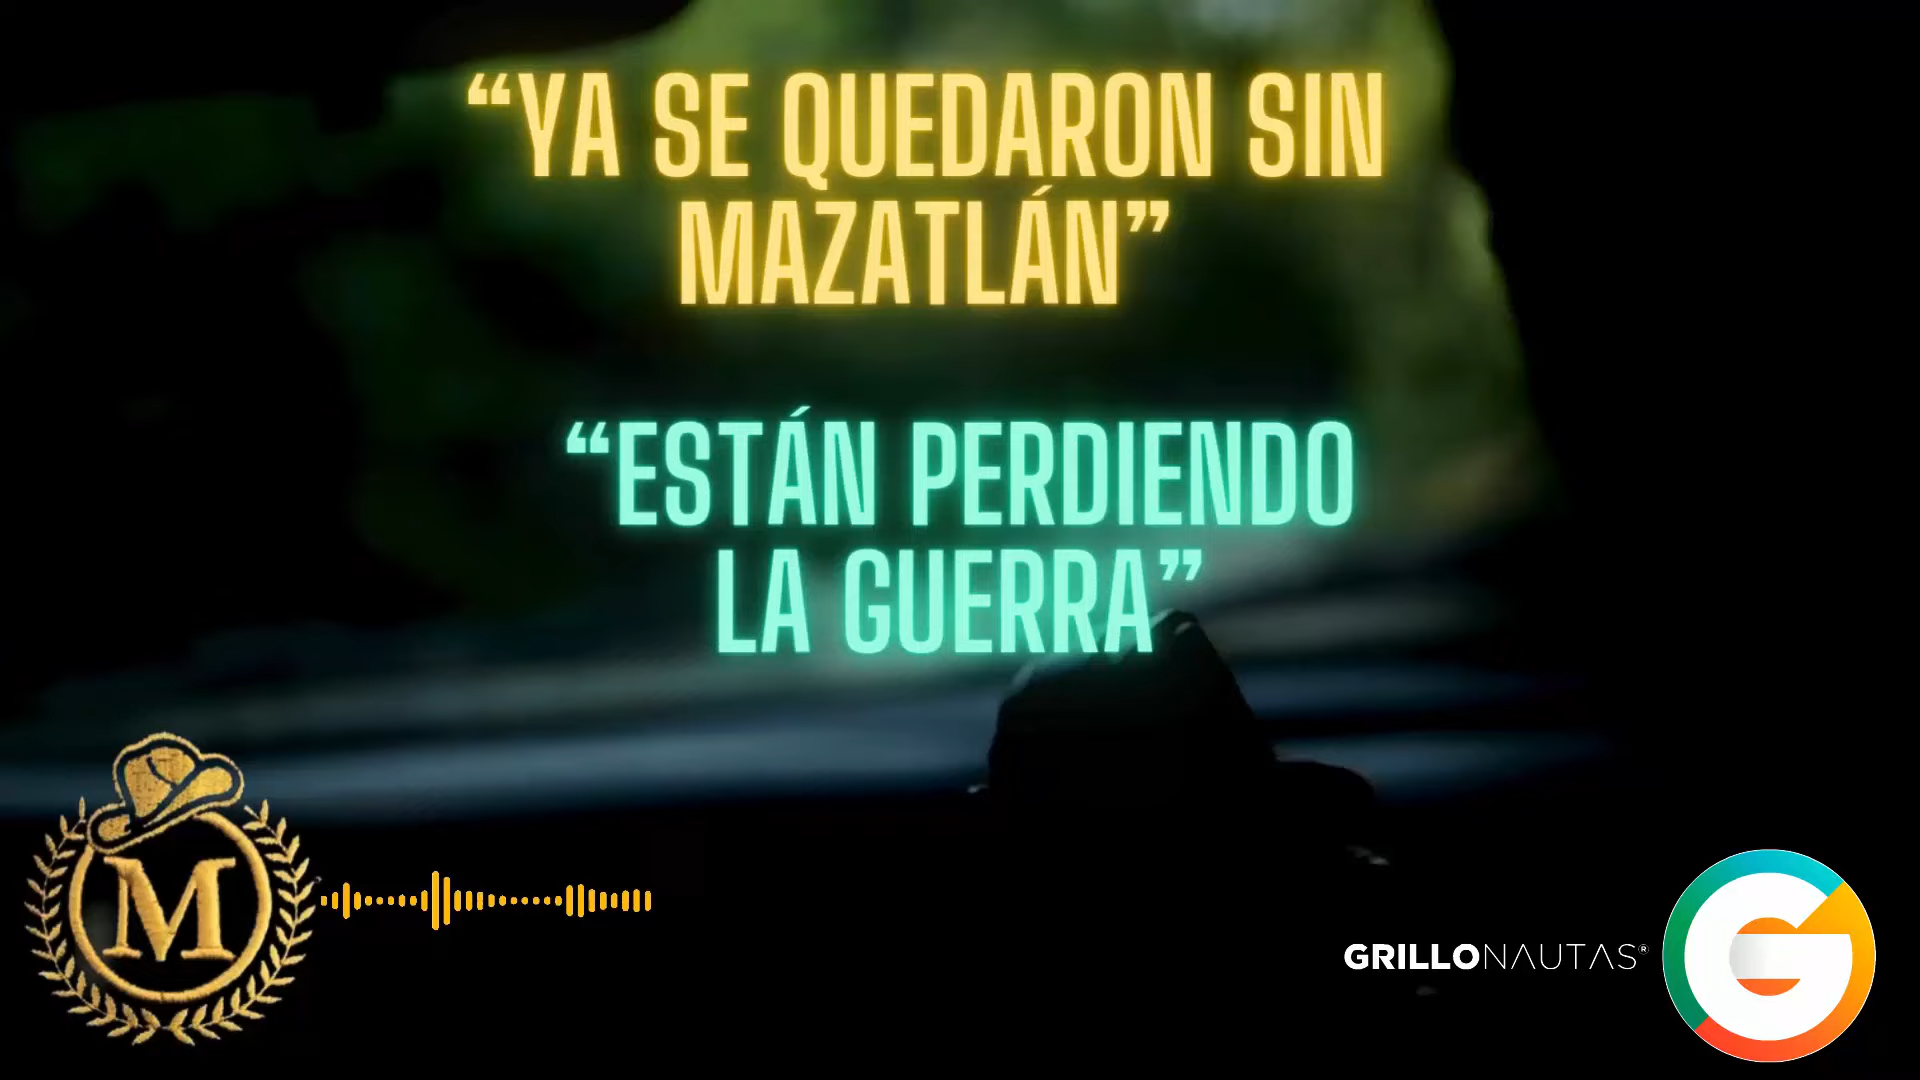 “YA SE QUEDARON SIN
MAZATLÁN”
“ESTÁN PERDIENDO
LA GUERRA”
M
GRILLONAUTAS®
G